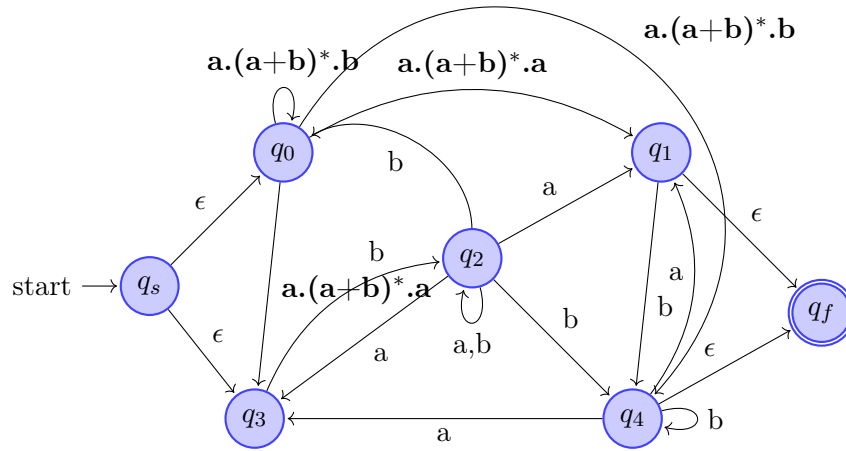 a.(a+b)*.b
a.(a+b)*.b
a.(a+b)*.a
q0
q1
b
a
ϵ
ϵ
b
q2
a
start
qs
a.(a+b)*.a
b
qf
ϵ
b
a,b
a
ϵ
q3
q4
b
a